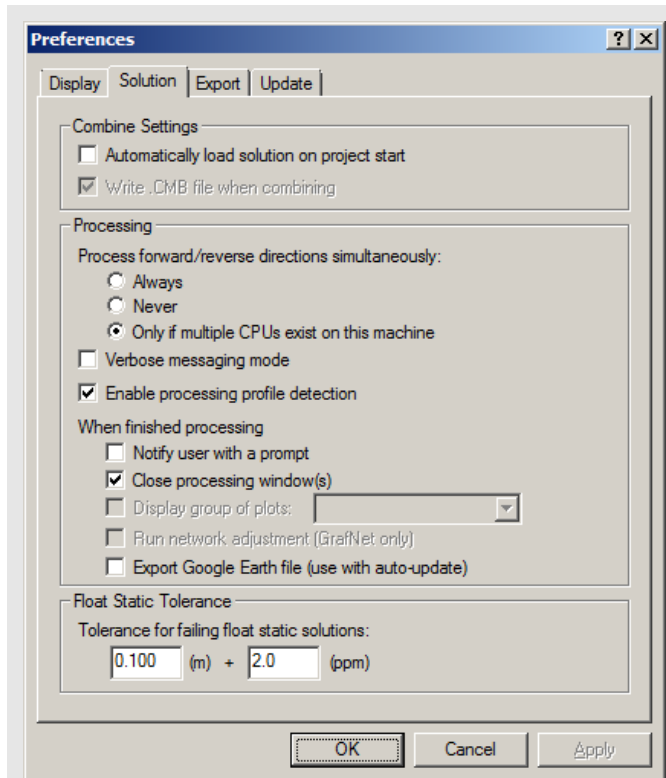 Preferences
Display Solution Export Update
Combine Settings
Automatically load solution on project start
Write .CMB file when combining
Processing
Process forward/reverse directions simultaneously:
Always
Never
Only if multiple CPUs exist on this machine
Verbose messaging mode
Enable processing profile detection
When finished processing
Notify user with a prompt
Close processing window(s)
Display group of plots:
Run network adjustment (GrafNet only)
Export Google Earth file (use with auto-update)
Float Static Tolerance
Tolerance for failing float static solutions:
0.100 (m) + 2.0 (ppm)
OK Cancel Apply